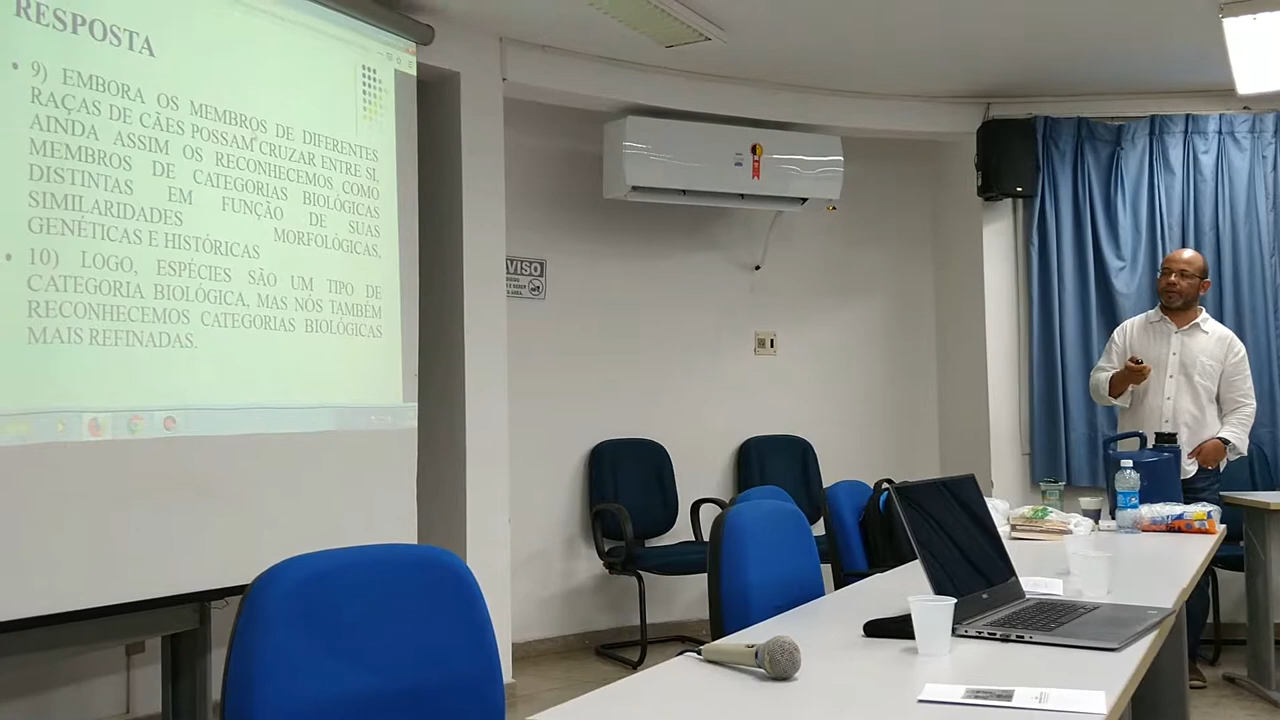 RESPOSTA
• 9) EMBORA OS MEMBROS DE DIFERENTES
RAÇAS DE CÃES POSSAM CRUZAR ENTRE SI,
AINDA ASSIM OS RECONHECEMOS COMO
MEMBROS DE CATEGORIAS BIOLÓGICAS
DISTINTAS EM FUNÇÃO DE SUAS
SIMILARIDADES MORFOLÓGICAS,
GENÉTICAS E HISTÓRICAS
• 10) LOGO, ESPÉCIES SÃO UM TIPO DE
CATEGORIA BIOLÓGICA, MAS NÓS TAMBÉM
RECONHECEMOS CATEGORIAS BIOLÓGICAS
MAIS REFINADAS.
AVISO